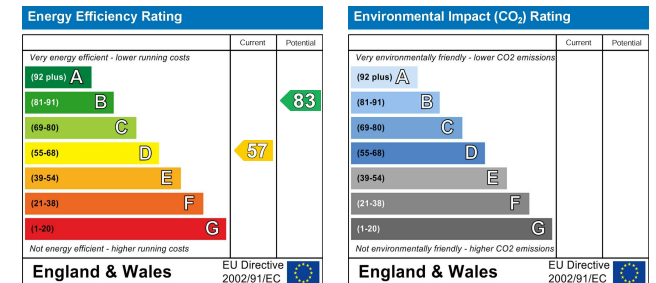 Energy Efficiency Rating
Current Potential
Very energy efficient - lower running costs
(92 plus) A
(81-91) B
83
(69-80) C
(55-68) D
57
(39-54) E
(21-38) F
(1-20) G
Not energy efficient - higher running costs
England & Wales
EU Directive
2002/91/EC
Environmental Impact (CO₂) Rating
Current Potential
Very environmentally friendly - lower CO2 emissions
(92 plus) A
(81-91) B
(69-80) C
(55-68) D
(39-54) E
(21-38) F
(1-20) G
Not environmentally friendly - higher CO2 emissions
England & Wales
EU Directive
2002/91/EC